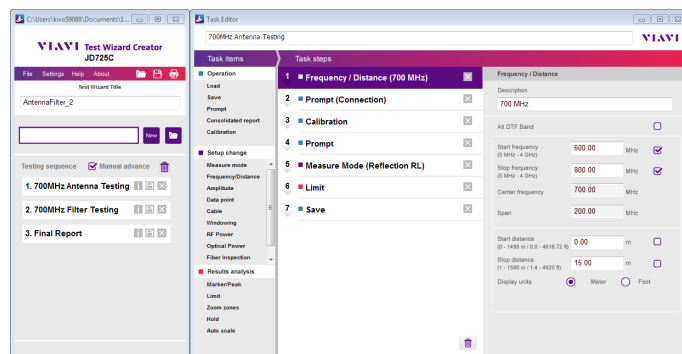 C:\Users\kwo59088\Documents\1...
VIAVI Test Wizard Creator
JD725C
File Settings Help About
Test Wizard Title
AntennaFilter_2
New
Testing sequence Manual advance
1. 700MHz Antenna Testing
2. 700MHz Filter Testing
3. Final Report
Task Editor
700MHz Antenna Testing
VIAVI
Task items
Operation
Load
Save
Prompt
Consolidated report
Calibration
Setup change
Measure mode
Frequency/Distance
Amplitude
Data point
Cable
Windowing
RF Power
Optical Power
Fiber Inspection
Results analysis
Marker/Peak
Limit
Zoom zones
Hold
Auto scale
Task steps
1 Frequency / Distance (700 MHz)
2 Prompt (Connection)
3 Calibration
4 Prompt
5 Measure Mode (Reflection RL)
6 Limit
7 Save
Frequency / Distance
Description
700 MHz
Alt DTF Band
Start frequency
(5 MHz - 4 GHz) 600.00 MHz
Stop frequency
(5 MHz - 4 GHz) 800.00 MHz
Center frequency 700.00 MHz
Span 200.00 MHz
Start distance
(0 - 1499 m / 0.0 - 4916.72 ft) 0.00 m
Stop distance
(1 - 1500 m / 1.4 - 4920 ft) 15.00 m
Display units Meter Foot